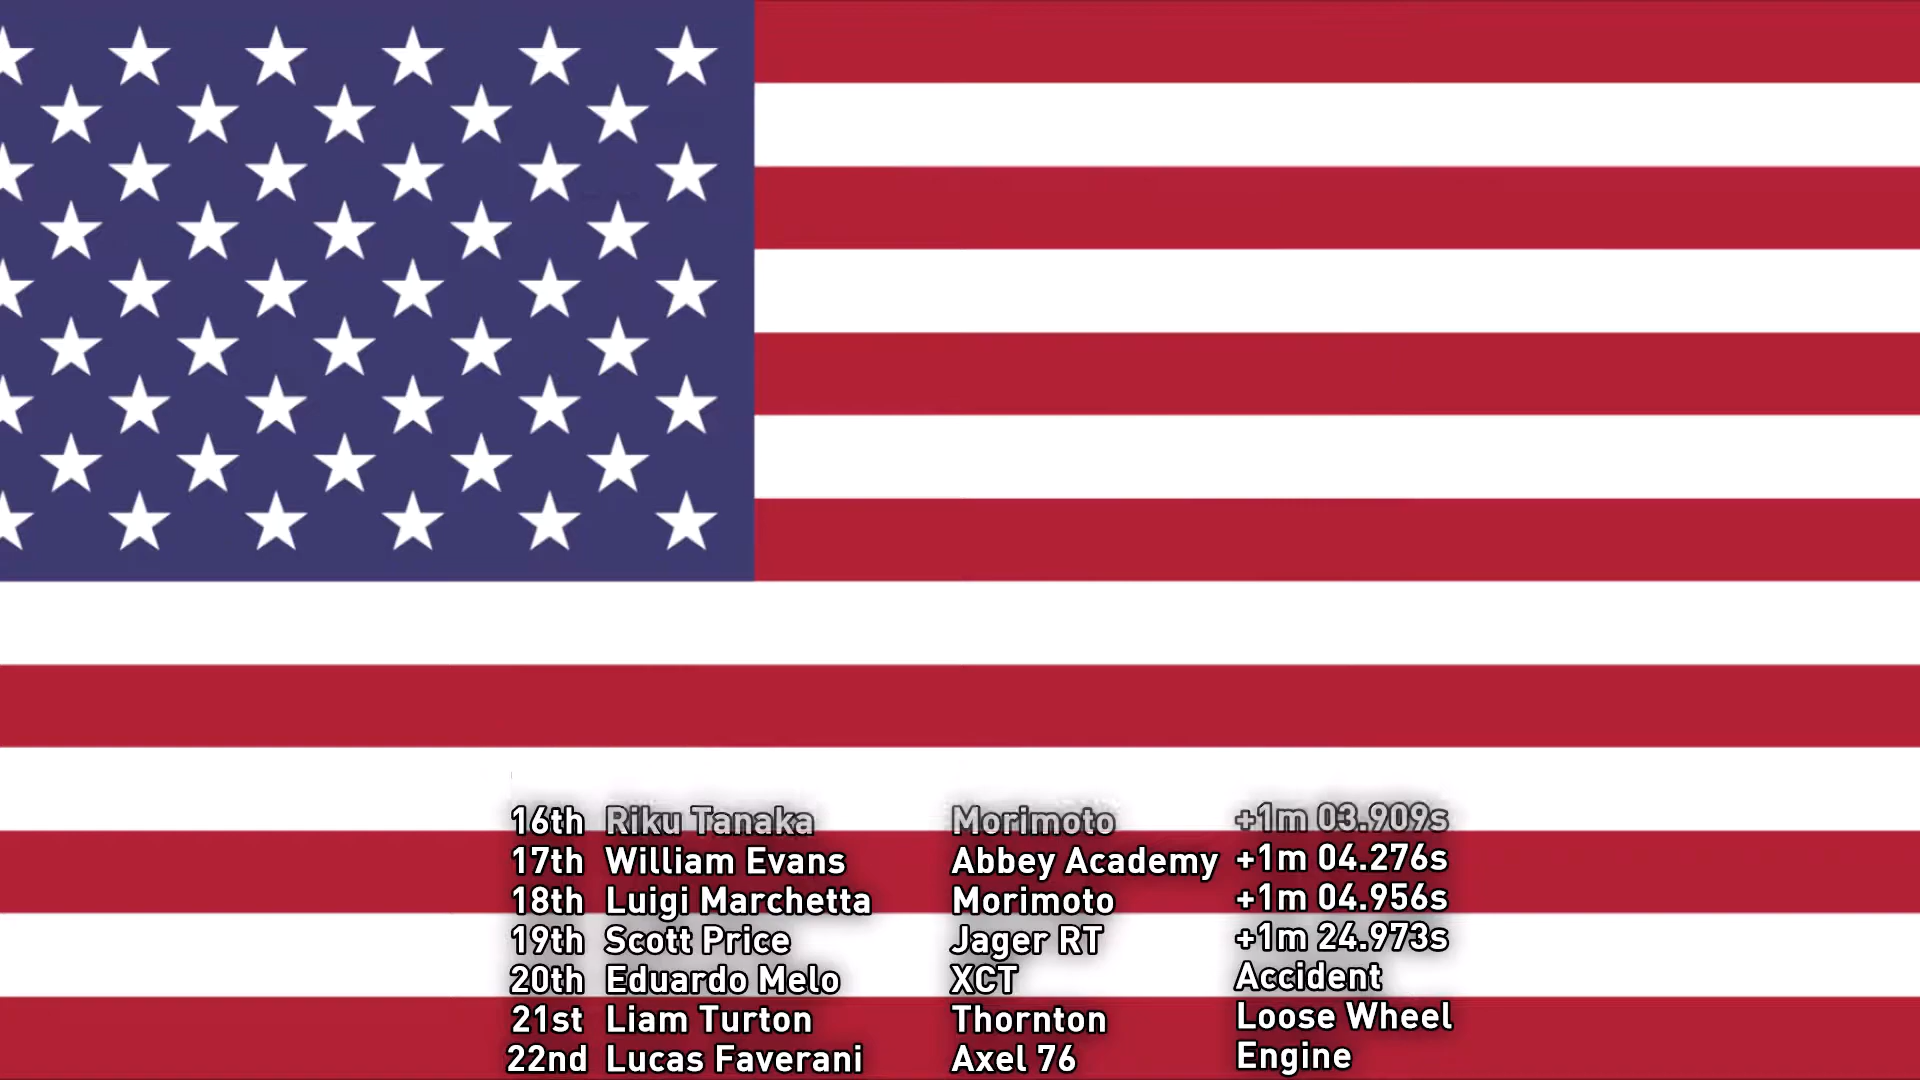 16th Riku Tanaka Morimoto +1m 03.909s
17th William Evans Abbey Academy +1m 04.276s
18th Luigi Marchetta Morimoto +1m 04.956s
19th Scott Price Jager RT +1m 24.973s
20th Eduardo Melo XCT Accident
21st Liam Turton Thornton Loose Wheel
22nd Lucas Faverani Axel 76 Engine